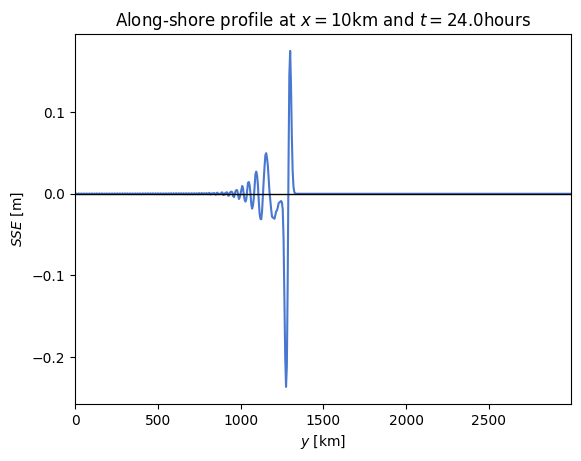 Along-shore profile at x = 10km and t = 24.0hours
0.1
0.0
−0.1
−0.2
SSE [m]
0 500 1000 1500 2000 2500
y [km]